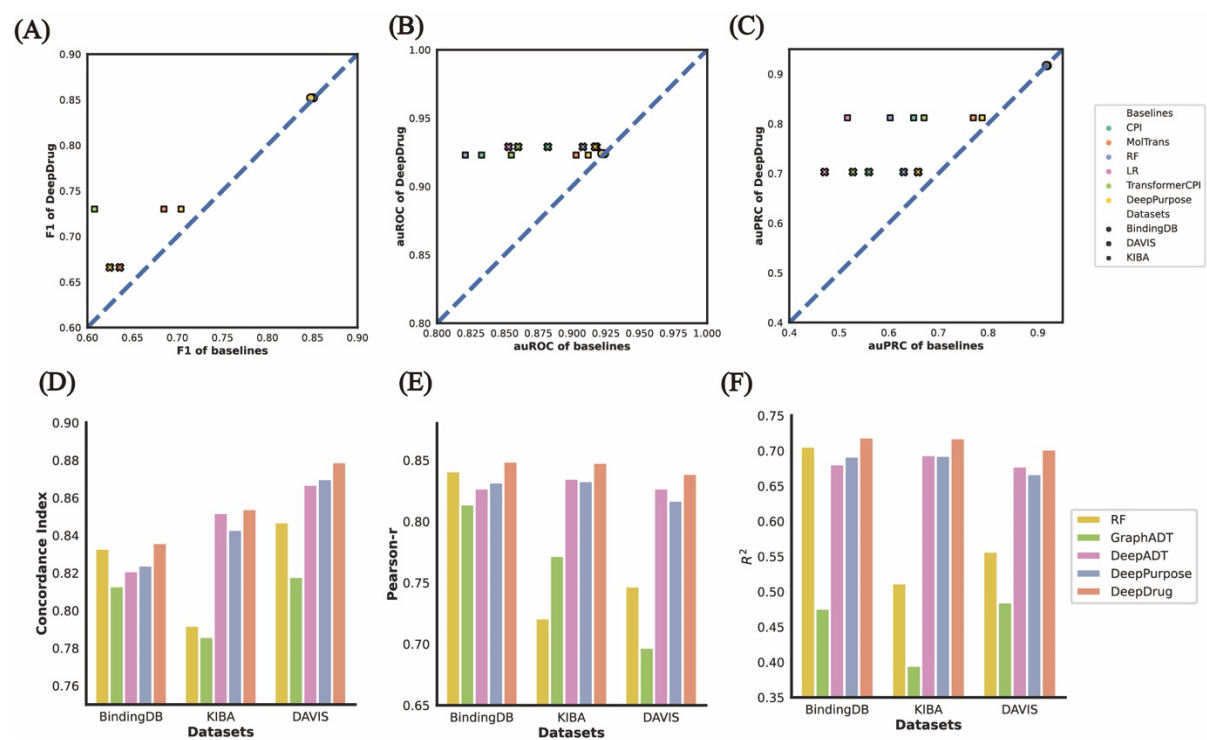 (A)
0.90
0.85
0.80
0.75
0.70
0.65
0.60
F1 of DeepDrug
0.60
0.65
0.70
0.75
0.80
0.85
0.90
F1 of baselines
(B)
1.00
0.95
0.90
0.85
0.80
auROC of DeepDrug
0.800
0.825
0.850
0.875
0.900
0.925
0.950
0.975
1.000
auROC of baselines
(C)
0.9
0.8
0.7
0.6
0.5
0.4
auPRC of DeepDrug
0.4
0.5
0.6
0.7
0.8
0.9
auPRC of baselines
Baselines
CPI
MolTrans
RF
LR
TransformerCPI
DeepPurpose
Datasets
BindingDB
DAVIS
KIBA
(D)
0.90
0.88
0.86
0.84
0.82
0.80
0.78
0.76
Concordance Index
BindingDB
KIBA
DAVIS
Datasets
(E)
0.85
0.80
0.75
0.70
0.65
Pearson-r
BindingDB
KIBA
DAVIS
Datasets
(F)
0.75
0.70
0.65
0.60
0.55
0.50
0.45
0.40
0.35
R²
BindingDB
KIBA
DAVIS
Datasets
RF
GraphADT
DeepADT
DeepPurpose
DeepDrug